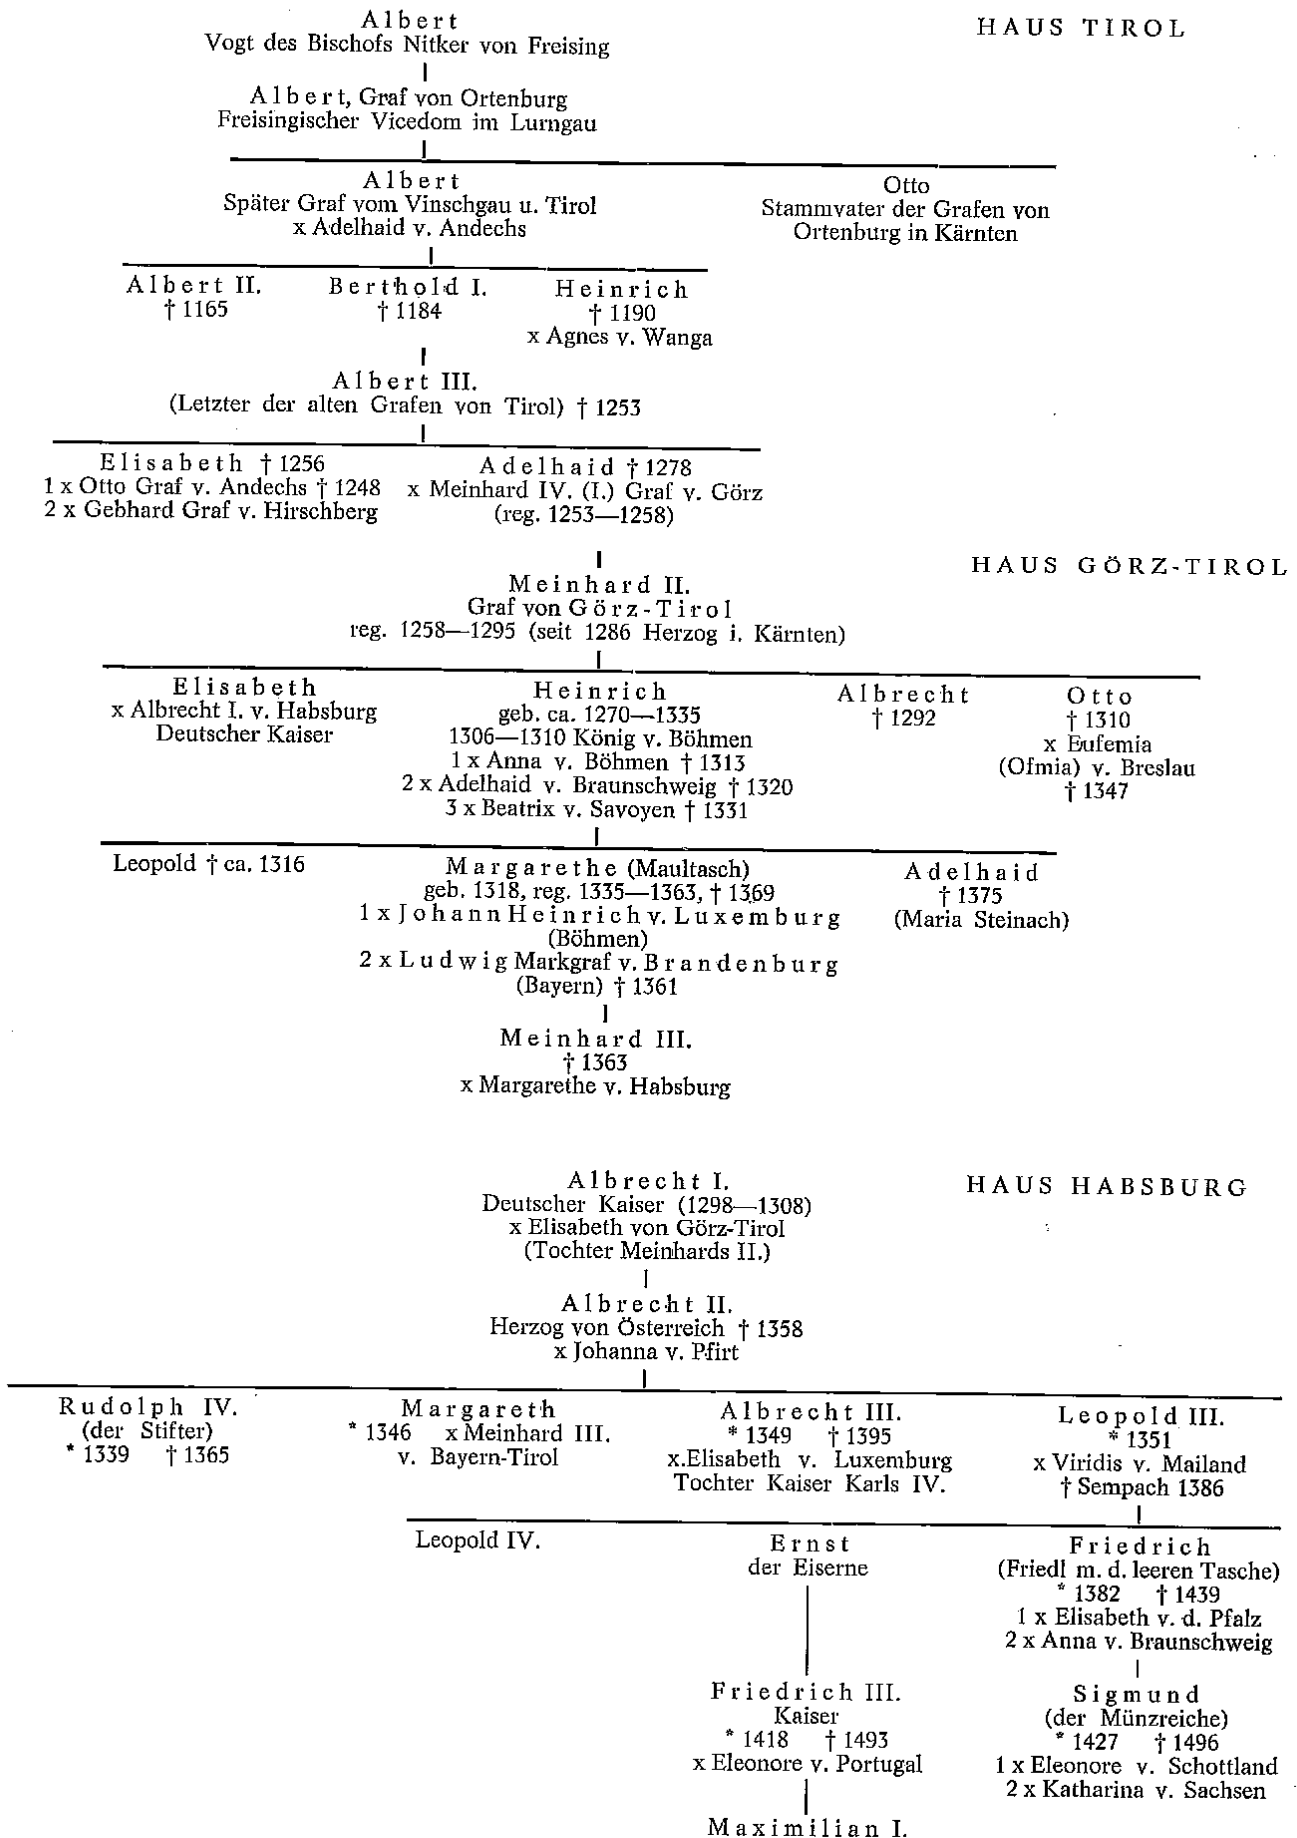 HAUS TIROL
Albert
Vogt des Bischofs Nitker von Freising
Albert, Graf von Ortenburg
Freisingischer Vicedom im Lurngau
Albert
Später Graf vom Vinschgau u. Tirol
x Adelhaid v. Andechs
Otto
Stammvater der Grafen von
Ortenburg in Kärnten
Albert II.
† 1165
Berthold I.
† 1184
Heinrich
† 1190
x Agnes v. Wanga
Albert III.
(Letzter der alten Grafen von Tirol) † 1253
Elisabeth † 1256
1 x Otto Graf v. Andechs † 1248
2 x Gebhard Graf v. Hirschberg
Adelhaid † 1278
x Meinhard IV. (I.) Graf v. Görz
(reg. 1253—1258)
HAUS GÖRZ-TIROL
Meinhard II.
Graf von Görz-Tirol
reg. 1258—1295 (seit 1286 Herzog i. Kärnten)
Elisabeth
x Albrecht I. v. Habsburg
Deutscher Kaiser
Heinrich
geb. ca. 1270—1335
1306—1310 König v. Böhmen
1 x Anna v. Böhmen † 1313
2 x Adelhaid v. Braunschweig † 1320
3 x Beatrix v. Savoyen † 1331
Albrecht
† 1292
Otto
† 1310
x Eufemia
(Ofmia) v. Breslau
† 1347
Leopold † ca. 1316
Margarethe (Maultasch)
geb. 1318, reg. 1335—1363, † 1369
1 x Johann Heinrich v. Luxemburg
(Böhmen)
2 x Ludwig Markgraf v. Brandenburg
(Bayern) † 1361
Adelhaid
† 1375
(Maria Steinach)
Meinhard III.
† 1363
x Margarethe v. Habsburg
HAUS HABSBURG
Albrecht I.
Deutscher Kaiser (1298—1308)
x Elisabeth von Görz-Tirol
(Tochter Meinhards II.)
Albrecht II.
Herzog von Österreich † 1358
x Johanna v. Pfirt
Rudolph IV.
(der Stifter)
* 1339 † 1365
Margareth
* 1346 x Meinhard III.
v. Bayern-Tirol
Albrecht III.
* 1349 † 1395
x.Elisabeth v. Luxemburg
Tochter Kaiser Karls IV.
Leopold III.
* 1351
x Viridis v. Mailand
† Sempach 1386
Leopold IV.
Ernst
der Eiserne
Friedrich
(Friedl m. d. leeren Tasche)
* 1382 † 1439
1 x Elisabeth v. d. Pfalz
2 x Anna v. Braunschweig
Friedrich III.
Kaiser
* 1418 † 1493
x Eleonore v. Portugal
Sigmund
(der Münzreiche)
* 1427 † 1496
1 x Eleonore v. Schottland
2 x Katharina v. Sachsen
Maximilian I.